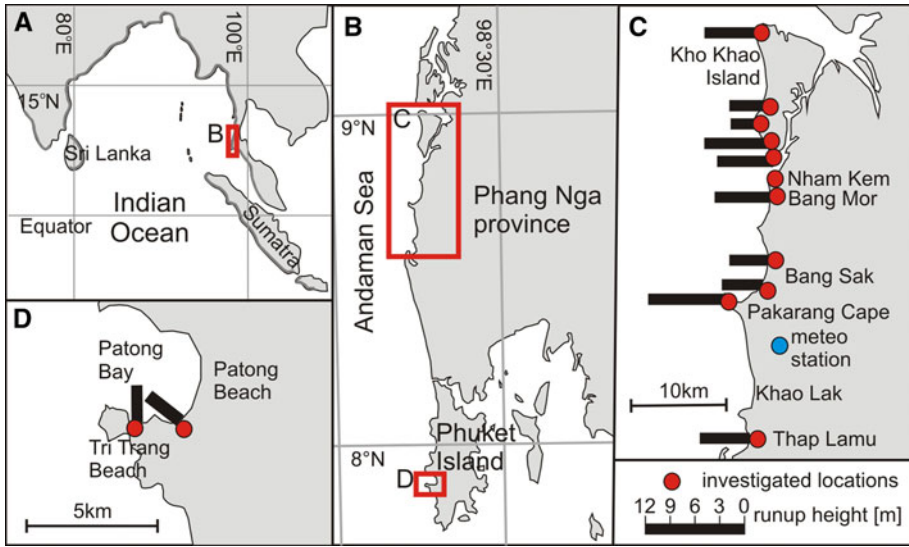 A
80°E
100°E
15°N
B
Sri Lanka
Indian
Ocean
Equator
Sumatra
B
98°30'E
9°N
C
Andaman Sea
Phang Nga
province
8°N
Phuket
Island
D
C
Kho Khao
Island
Nham Kem
Bang Mor
Bang Sak
Pakarang Cape
meteo
station
10km
Khao Lak
Thap Lamu
D
Patong
Bay
Patong
Beach
Tri Trang
Beach
5km
investigated locations
12 9 6 3 0
runup height [m]